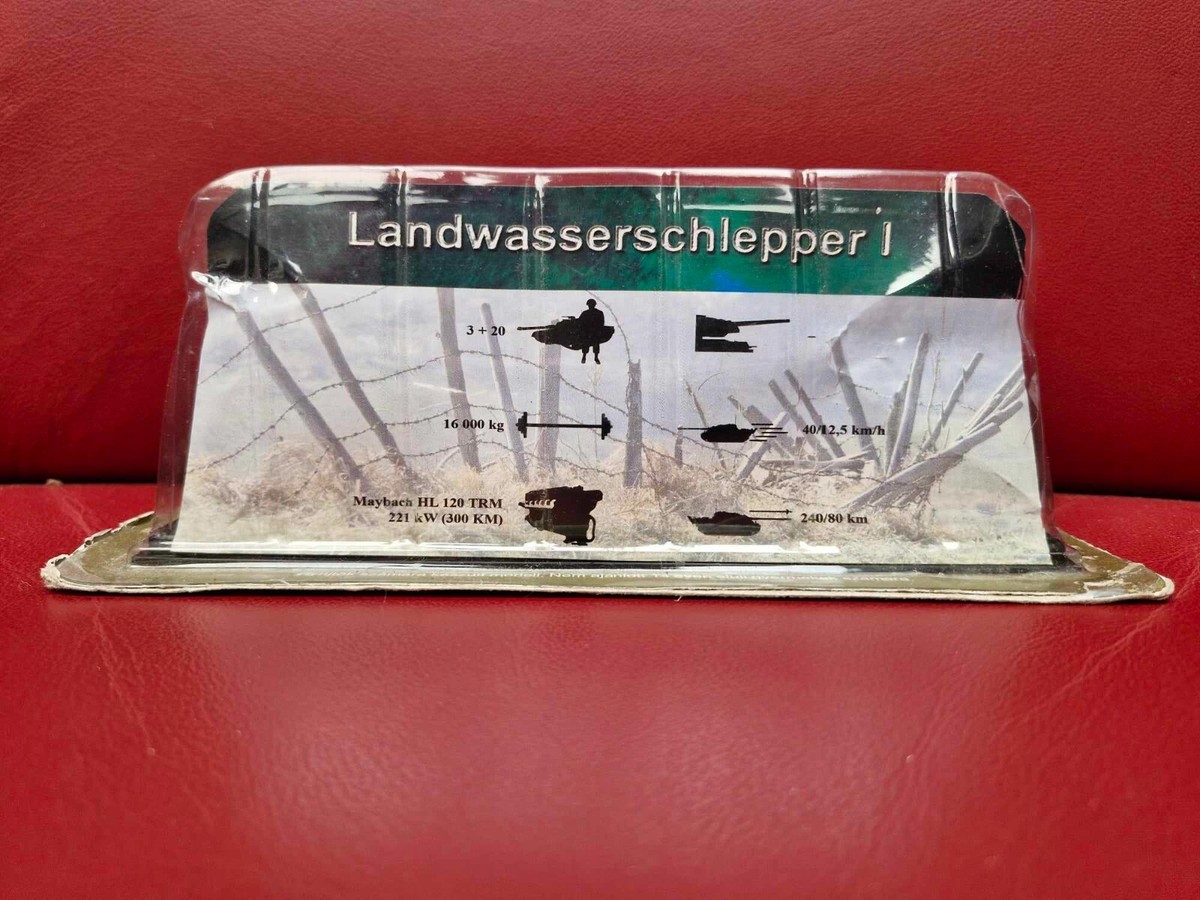 Landwasserschlepper I
3 + 20
-
16 000 kg
40/12,5 km/h
Maybach HL 120 TRM
221 kW (300 KM)
240/80 km